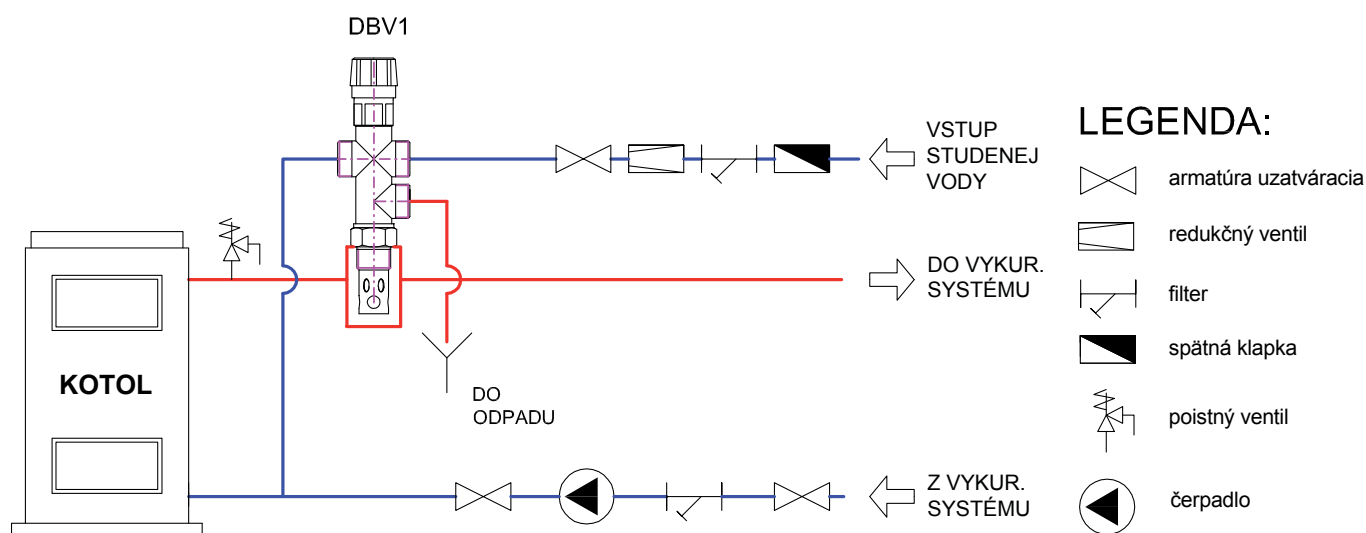 DBV1
VSTUP
STUDENEJ
VODY
DO VYKUR.
SYSTÉMU
KOTOL
DO
ODPADU
Z VYKUR.
SYSTÉMU
LEGENDA:
armatúra uzatváracia
redukčný ventil
filter
spätná klapka
poistný ventil
čerpadlo